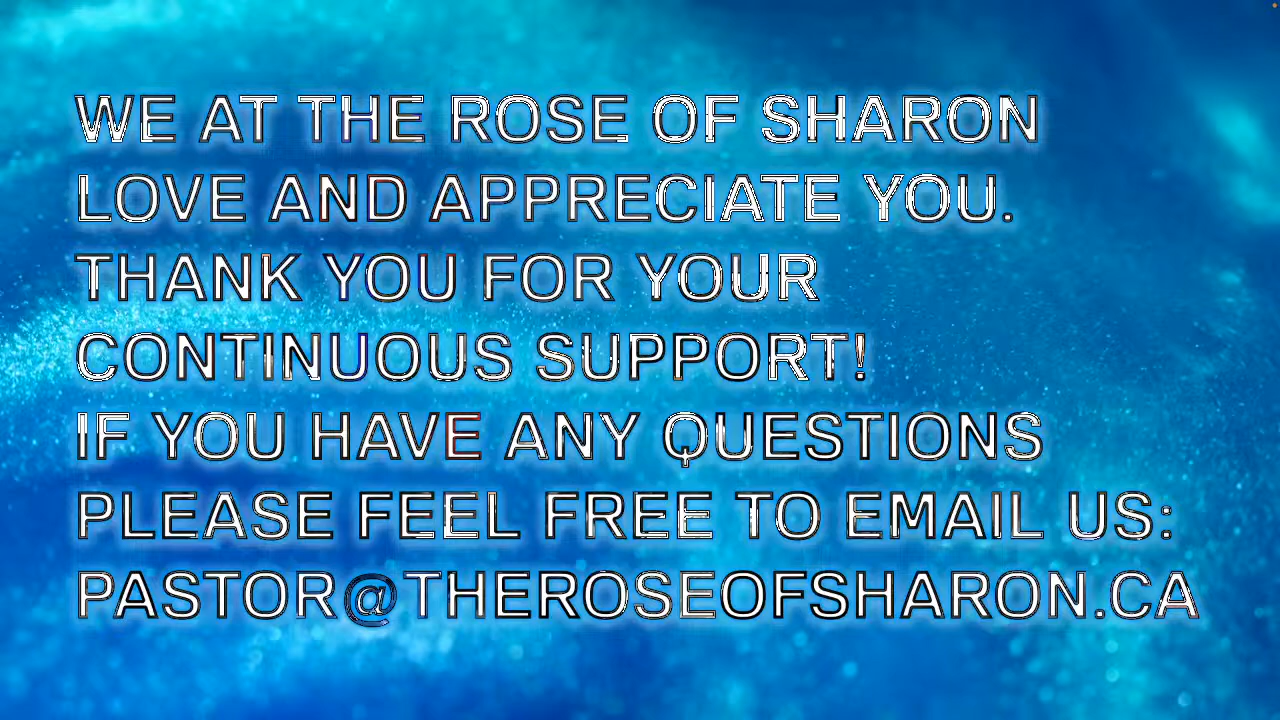 WE AT THE ROSE OF SHARON
LOVE AND APPRECIATE YOU.
THANK YOU FOR YOUR
CONTINUOUS SUPPORT!
IF YOU HAVE ANY QUESTIONS
PLEASE FEEL FREE TO EMAIL US:
PASTOR@THEROSEOFSHARON.CA